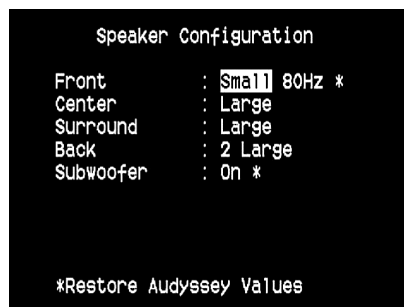 Speaker Configuration
Front : Small 80Hz *
Center : Large
Surround : Large
Back : 2 Large
Subwoofer : On *
*Restore Audyssey Values